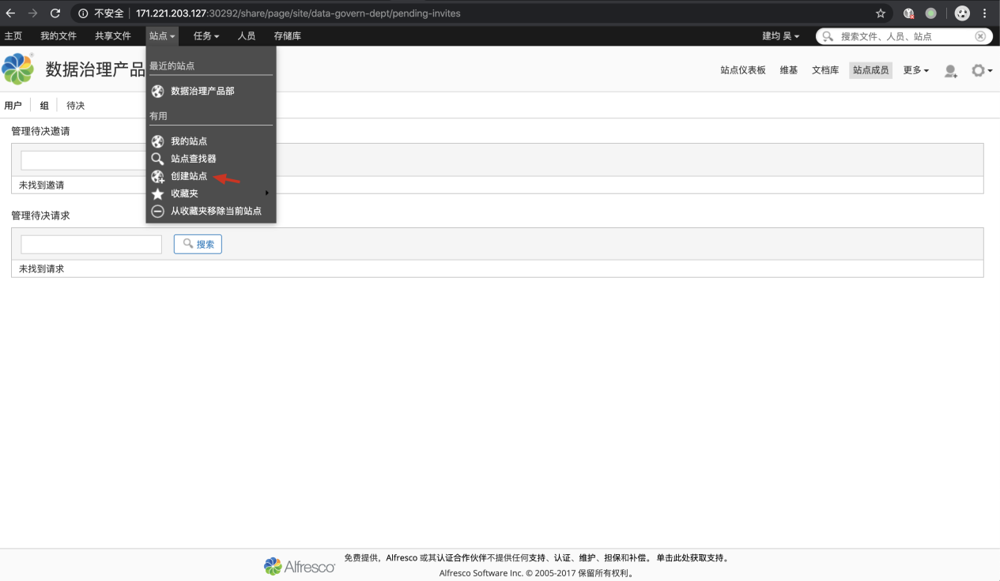 不安全 171.221.203.127:30292/share/page/site/data-govern-dept/pending-invites
主页 我的文件 共享文件 站点 任务 人员 存储库 建均 吴 搜索文件、人员、站点
数据治理产品 站点仪表板 维基 文档库 站点成员 更多
最近的站点
数据治理产品部
有用
我的站点
站点查找器
创建站点
收藏夹
从收藏夹移除当前站点
用户 组 待决
管理待决邀请
未找到邀请
管理待决请求
搜索
未找到请求
Alfresco
免费提供，Alfresco 或其认证合作伙伴不提供任何支持、认证、维护、担保和补偿。 单击此处获取支持。
Alfresco Software Inc. © 2005-2017 保留所有权利。